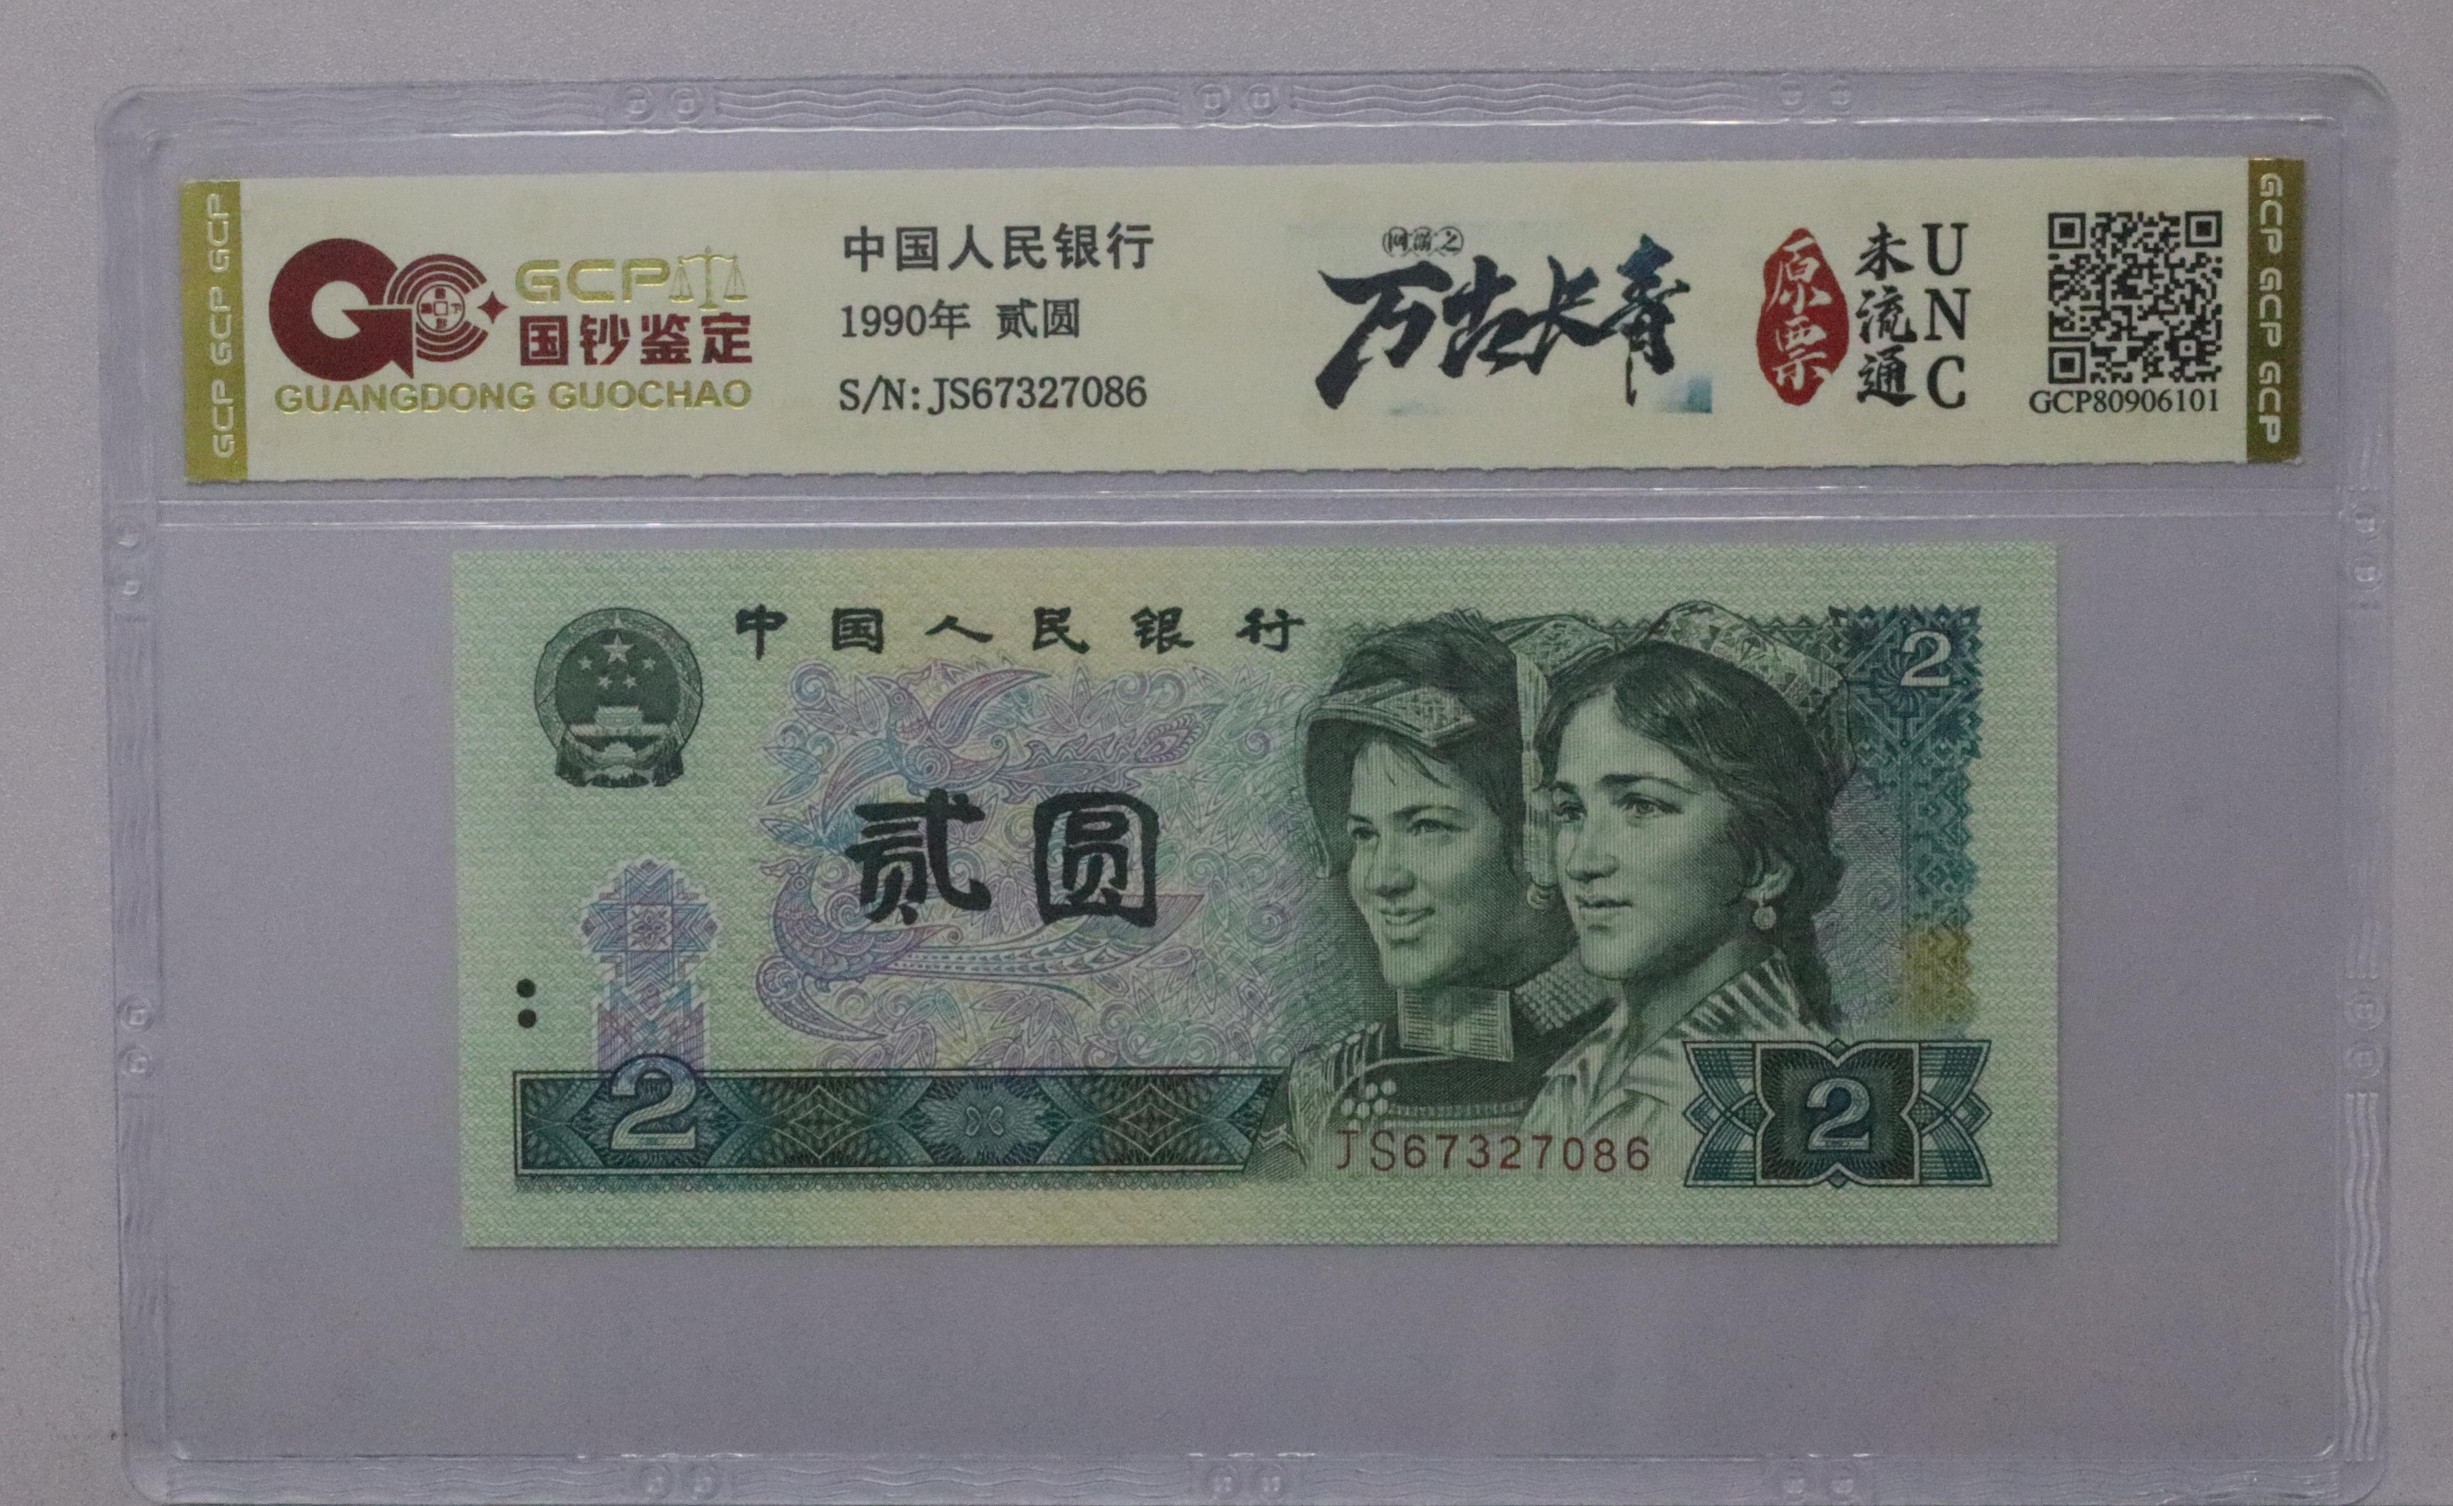 GCP GCP GCP GCP
GCP
国钞鉴定
GUANGDONG GUOCHAO
中国人民银行
1990年 贰圆
S/N: JS67327086
万古长青
原票
未流通
UNC
GCP80906101
GCP GCP GCP GCP
中国人民银行
2
贰圆
2
JS67327086
2